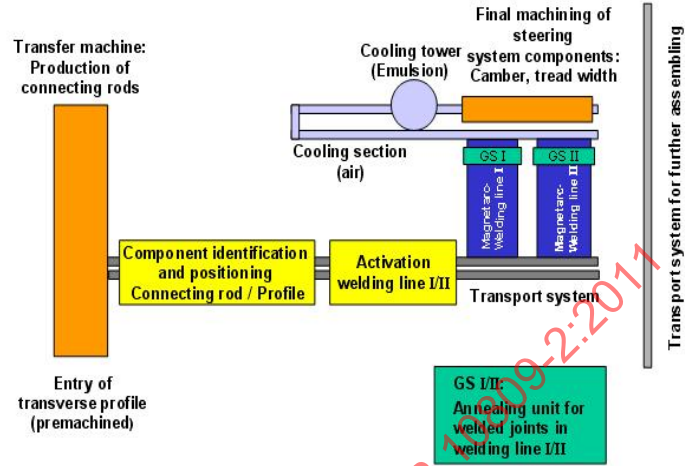 Transfer machine:
Production of
connecting rods
Cooling tower
(Emulsion)
Final machining of
steering
system components:
Camber, tread width
Cooling section
(air)
GS I
GS II
Magnetarc-
Welding line I
Magnetarc-
Welding line II
Component identification
and positioning
Connecting rod / Profile
Activation
welding line I/II
Transport system
Transport system for further assembling
Entry of
transverse profile
(premachined)
GS I/II:
Annealing unit for
welded joints in
welding line I/II
10809-2:2011